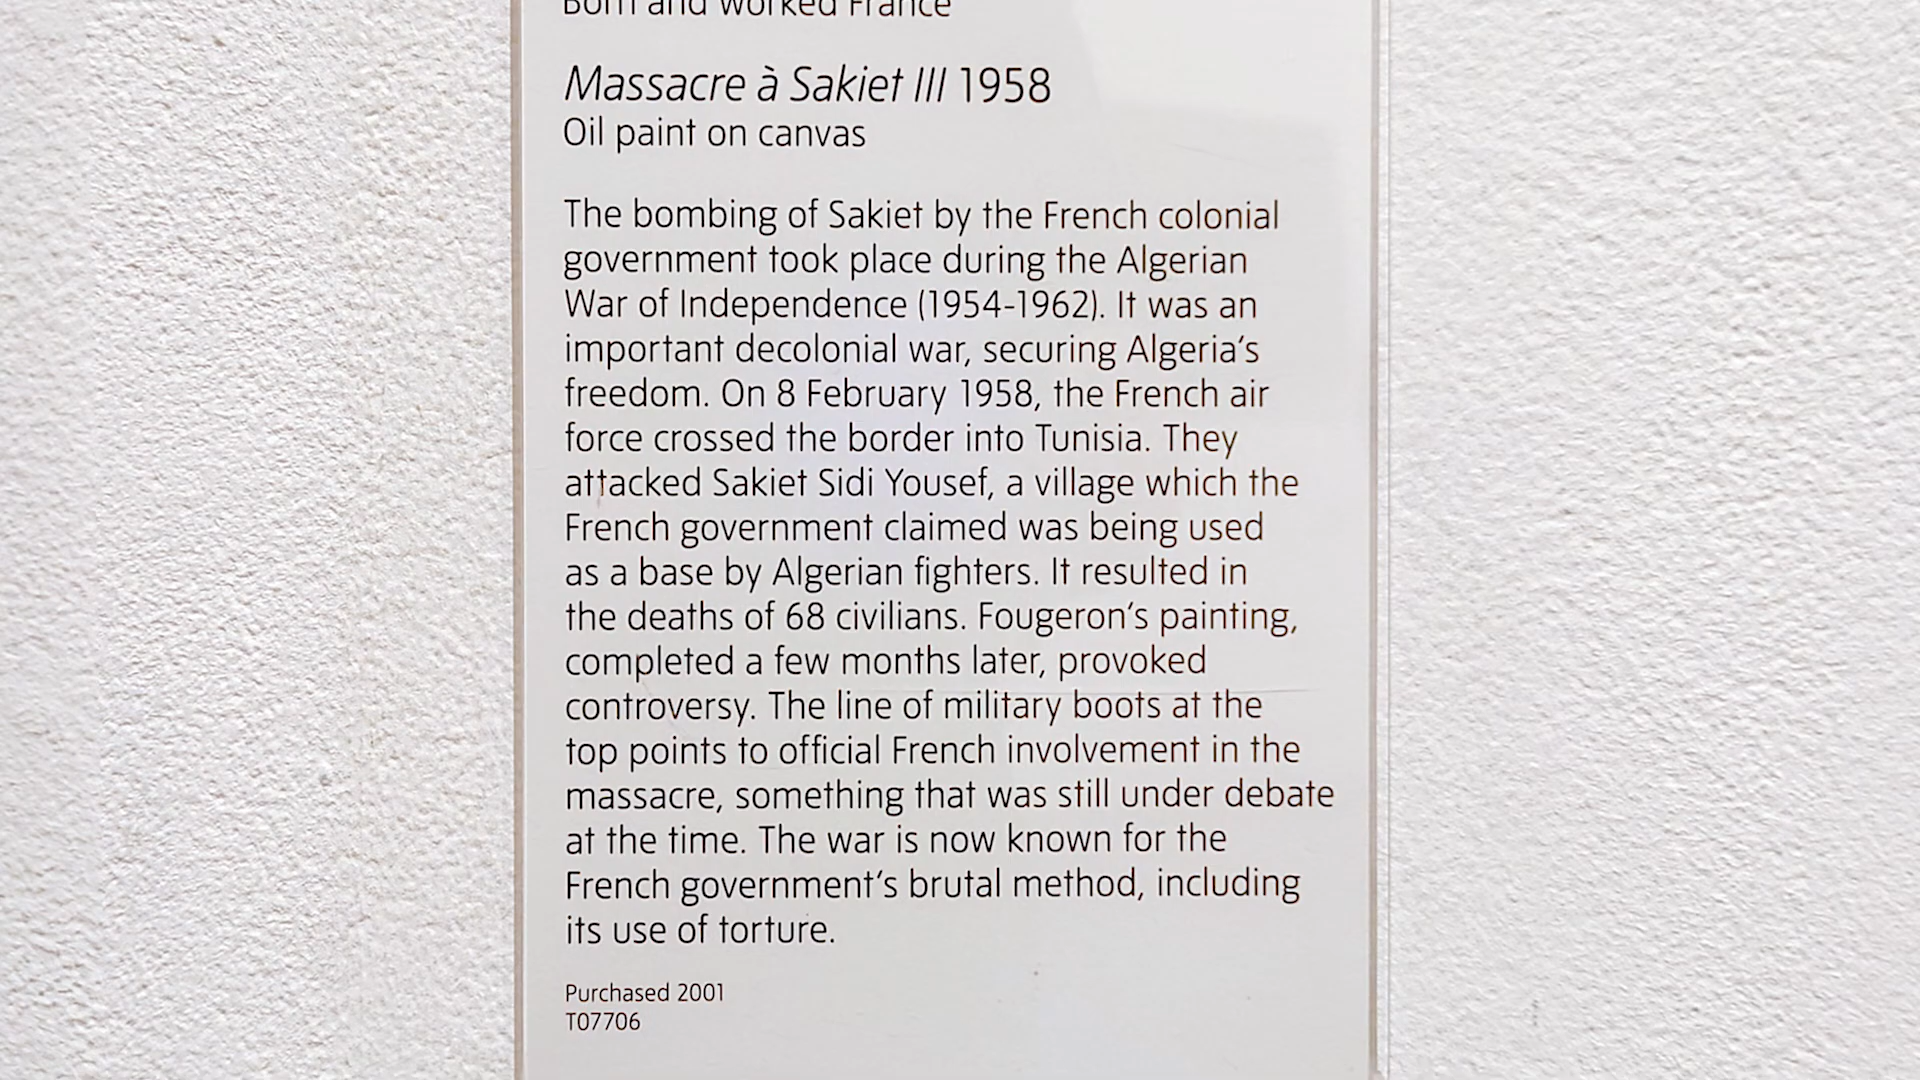 Born and worked France
Massacre à Sakiet III 1958
Oil paint on canvas
The bombing of Sakiet by the French colonial
government took place during the Algerian
War of Independence (1954-1962). It was an
important decolonial war, securing Algeria's
freedom. On 8 February 1958, the French air
force crossed the border into Tunisia. They
attacked Sakiet Sidi Yousef, a village which the
French government claimed was being used
as a base by Algerian fighters. It resulted in
the deaths of 68 civilians. Fougeron's painting,
completed a few months later, provoked
controversy. The line of military boots at the
top points to official French involvement in the
massacre, something that was still under debate
at the time. The war is now known for the
French government's brutal method, including
its use of torture.
Purchased 2001
T07706